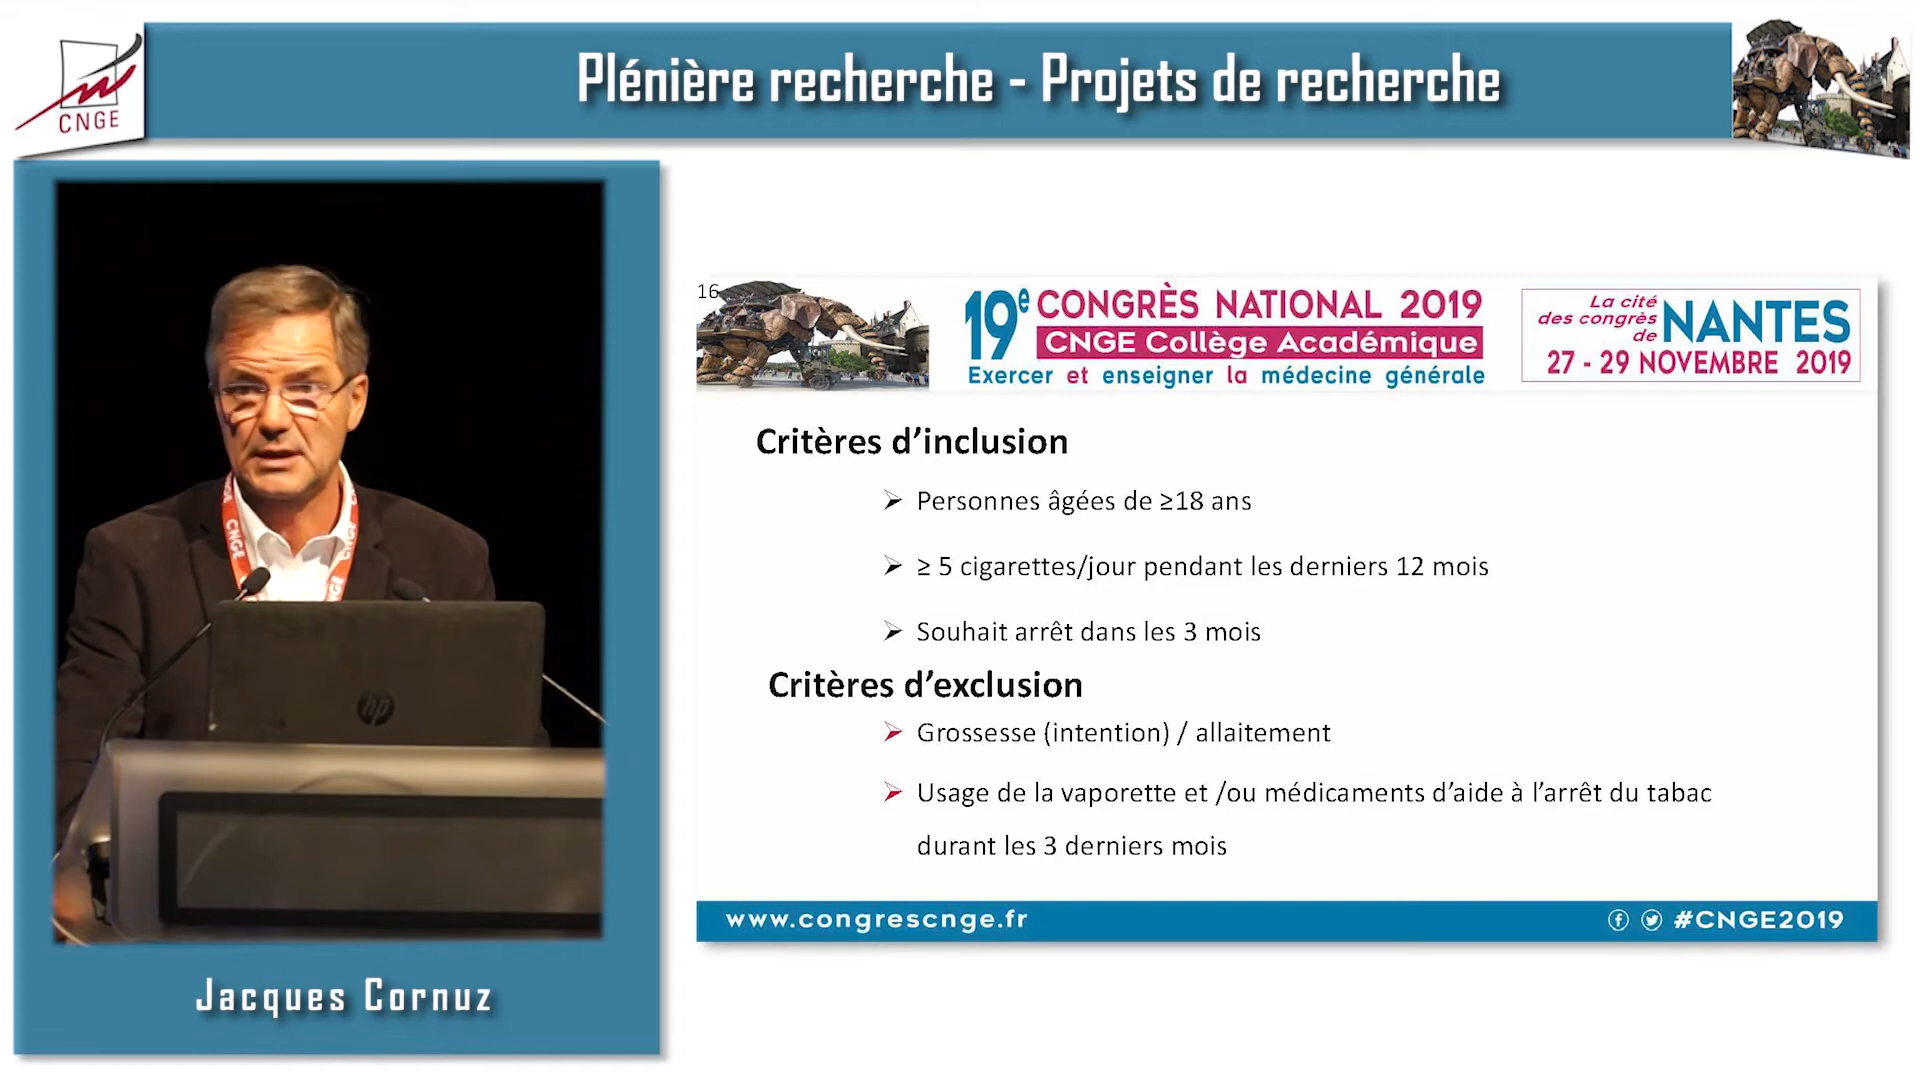 Plénière recherche - Projets de recherche
CNGE
CNGE
CNGE
hp
Jacques Cornuz
16
19e CONGRÈS NATIONAL 2019
CNGE Collège Académique
Exercer et enseigner la médecine générale
La cité
des congrès
de
NANTES
27 - 29 NOVEMBRE 2019
Critères d’inclusion
➢ Personnes âgées de ≥18 ans
➢ ≥ 5 cigarettes/jour pendant les derniers 12 mois
➢ Souhait arrêt dans les 3 mois
Critères d’exclusion
➢ Grossesse (intention) / allaitement
➢ Usage de la vaporette et /ou médicaments d’aide à l’arrêt du tabac
durant les 3 derniers mois
www.congrescnge.fr
#CNGE2019